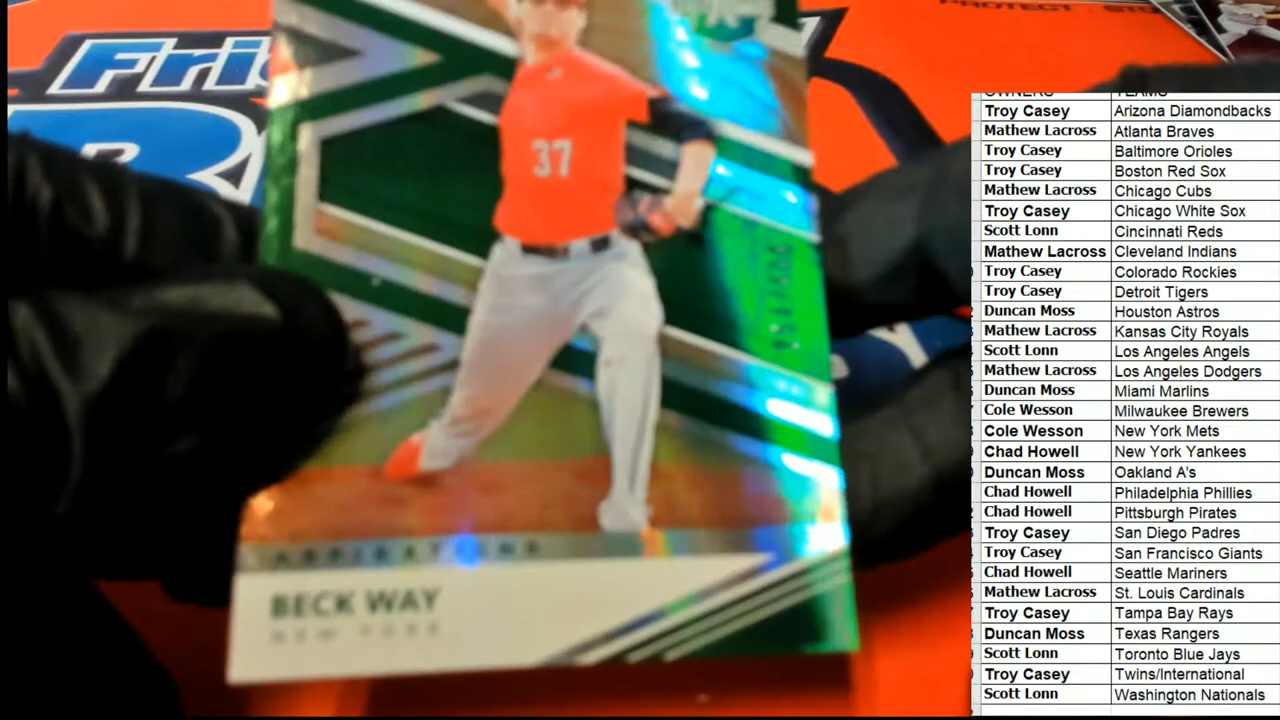 PROTECT
Fris
37
BECK WAY
NEW YORK
OWNERS TEAMS
Troy Casey Arizona Diamondbacks
Mathew Lacross Atlanta Braves
Troy Casey Baltimore Orioles
Troy Casey Boston Red Sox
Mathew Lacross Chicago Cubs
Troy Casey Chicago White Sox
Scott Lonn Cincinnati Reds
Mathew Lacross Cleveland Indians
Troy Casey Colorado Rockies
Troy Casey Detroit Tigers
Duncan Moss Houston Astros
Mathew Lacross Kansas City Royals
Scott Lonn Los Angeles Angels
Mathew Lacross Los Angeles Dodgers
Duncan Moss Miami Marlins
Cole Wesson Milwaukee Brewers
Cole Wesson New York Mets
Chad Howell New York Yankees
Duncan Moss Oakland A's
Chad Howell Philadelphia Phillies
Chad Howell Pittsburgh Pirates
Troy Casey San Diego Padres
Troy Casey San Francisco Giants
Chad Howell Seattle Mariners
Mathew Lacross St. Louis Cardinals
Troy Casey Tampa Bay Rays
Duncan Moss Texas Rangers
Scott Lonn Toronto Blue Jays
Troy Casey Twins/International
Scott Lonn Washington Nationals